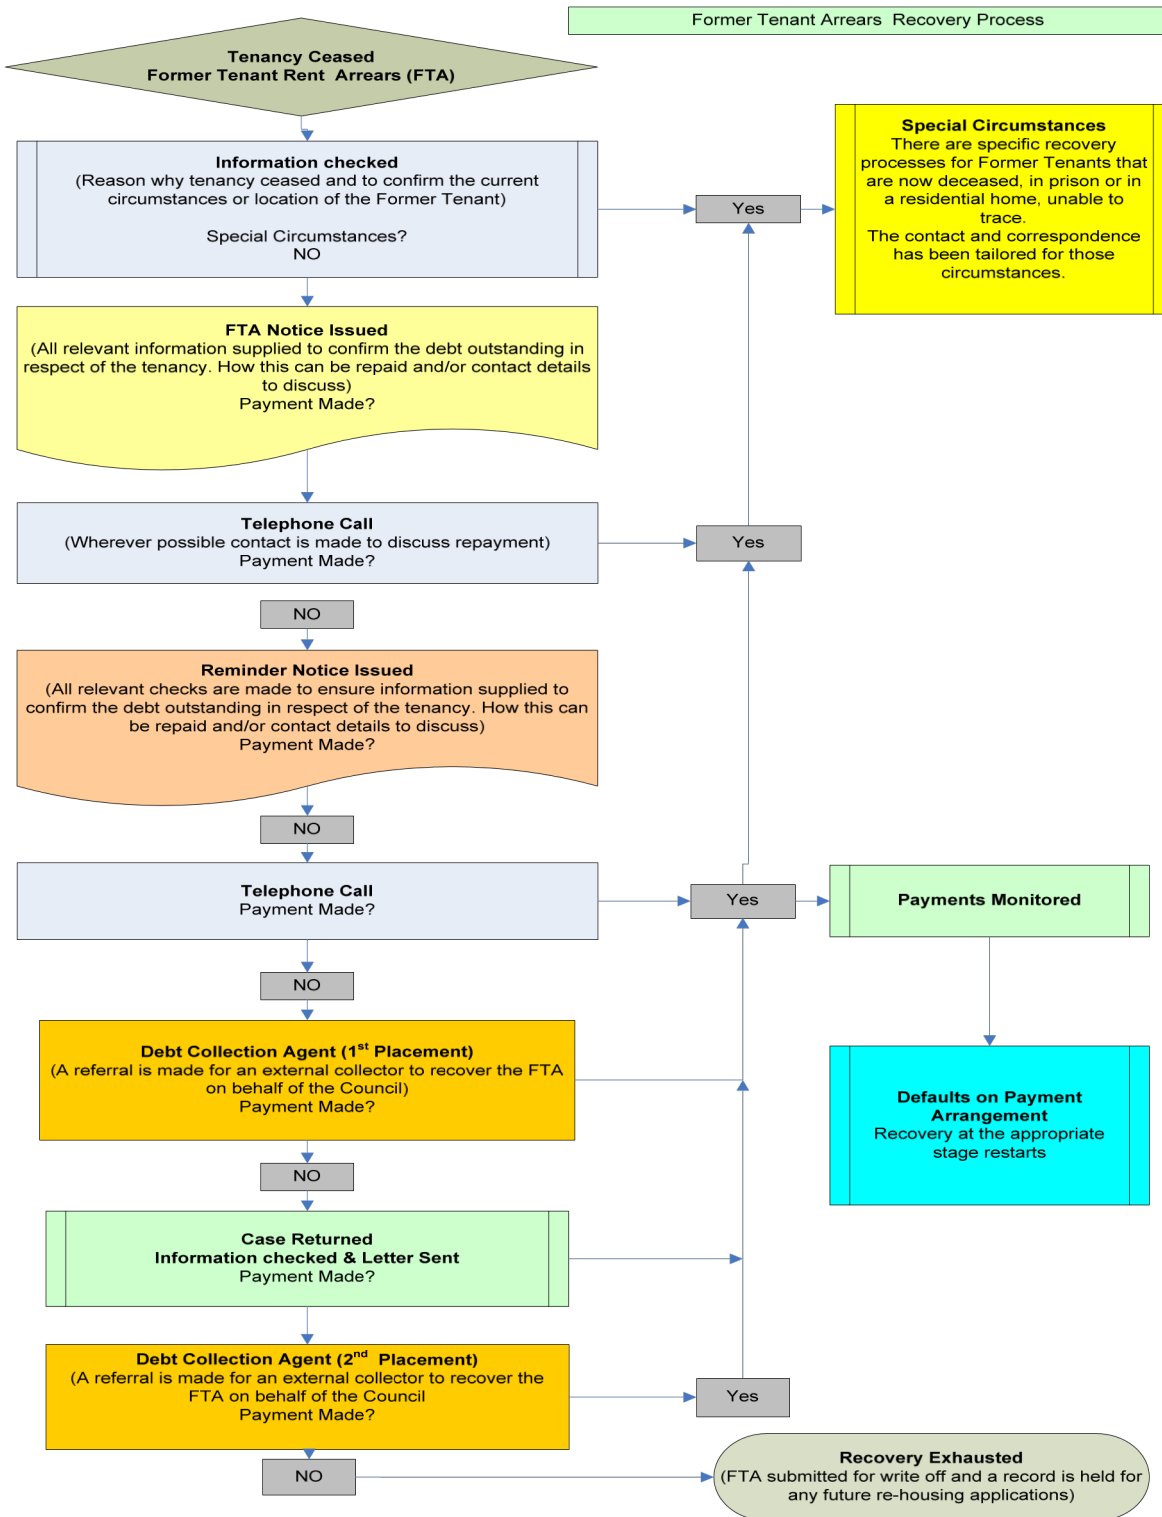 Former Tenant Arrears  Recovery Process
Tenancy Ceased
Former Tenant Rent  Arrears (FTA)
Information checked
(Reason why tenancy ceased and to confirm the current
circumstances or location of the Former Tenant)
Special Circumstances?
NO
Yes
Special Circumstances
There are specific recovery
processes for Former Tenants that
are now deceased, in prison or in
a residential home, unable to
trace.
The contact and correspondence
has been tailored for those
circumstances.
FTA Notice Issued
(All relevant information supplied to confirm the debt outstanding in
respect of the tenancy. How this can be repaid and/or contact details
to discuss)
Payment Made?
Telephone Call
(Wherever possible contact is made to discuss repayment)
Payment Made?
Yes
NO
Reminder Notice Issued
(All relevant checks are made to ensure information supplied to
confirm the debt outstanding in respect of the tenancy. How this can
be repaid and/or contact details to discuss)
Payment Made?
NO
Telephone Call
Payment Made?
Yes
Payments Monitored
NO
Debt Collection Agent (1st Placement)
(A referral is made for an external collector to recover the FTA
on behalf of the Council)
Payment Made?
Defaults on Payment
Arrangement
Recovery at the appropriate
stage restarts
NO
Case Returned
Information checked & Letter Sent
Payment Made?
Debt Collection Agent (2nd  Placement)
(A referral is made for an external collector to recover the
FTA on behalf of the Council
Payment Made?
Yes
NO
Recovery Exhausted
(FTA submitted for write off and a record is held for
any future re-housing applications)